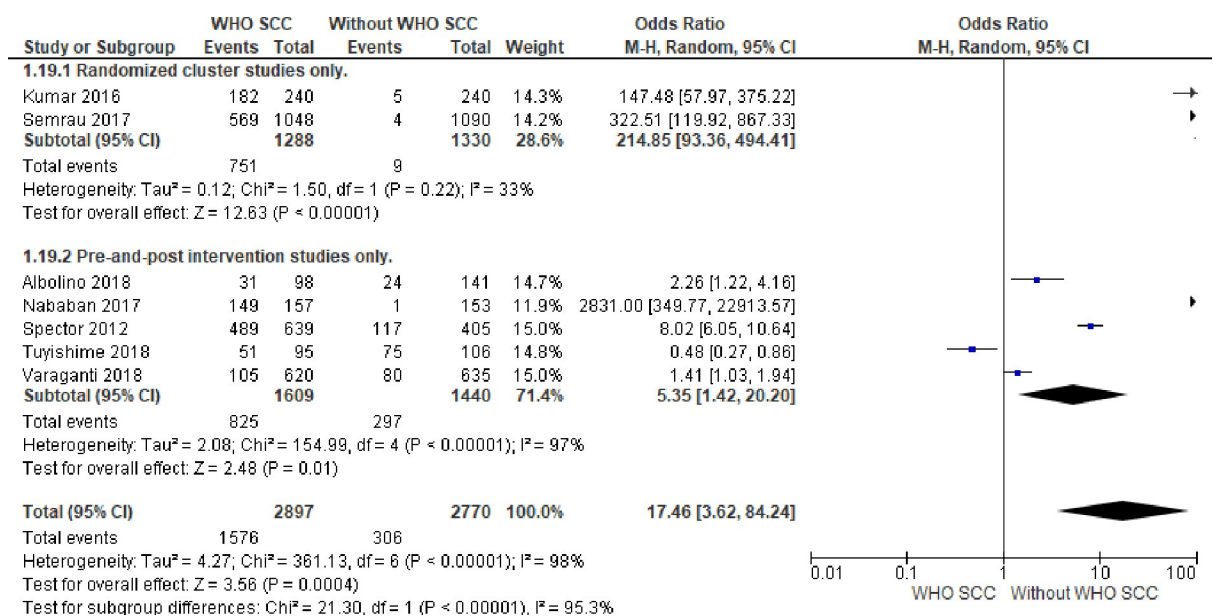 WHO SCC Without WHO SCC Odds Ratio Odds Ratio
Study or Subgroup Events Total Events Total Weight M-H, Random, 95% CI M-H, Random, 95% CI
1.19.1 Randomized cluster studies only.
Kumar 2016 182 240 5 240 14.3% 147.48 [57.97, 375.22]
Semrau 2017 569 1048 4 1090 14.2% 322.51 [119.92, 867.33]
Subtotal (95% CI) 1288 1330 28.6% 214.85 [93.36, 494.41]
Total events 751 9
Heterogeneity: Tau² = 0.12; Chi² = 1.50, df = 1 (P = 0.22); I² = 33%
Test for overall effect: Z = 12.63 (P < 0.00001)
1.19.2 Pre-and-post intervention studies only.
Albolino 2018 31 98 24 141 14.7% 2.26 [1.22, 4.16]
Nababan 2017 149 157 1 153 11.9% 2831.00 [349.77, 22913.57]
Spector 2012 489 639 117 405 15.0% 8.02 [6.05, 10.64]
Tuyishime 2018 51 95 75 106 14.8% 0.48 [0.27, 0.86]
Varaganti 2018 105 620 80 635 15.0% 1.41 [1.03, 1.94]
Subtotal (95% CI) 1609 1440 71.4% 5.35 [1.42, 20.20]
Total events 825 297
Heterogeneity: Tau² = 2.08; Chi² = 154.99, df = 4 (P < 0.00001); I² = 97%
Test for overall effect: Z = 2.48 (P = 0.01)
Total (95% CI) 2897 2770 100.0% 17.46 [3.62, 84.24]
Total events 1576 306
Heterogeneity: Tau² = 4.27; Chi² = 361.13, df = 6 (P < 0.00001); I² = 98%
Test for overall effect: Z = 3.56 (P = 0.0004)
Test for subgroup differences: Chi² = 21.30, df = 1 (P < 0.00001), I² = 95.3%
0.01 0.1 1 10 100
WHO SCC Without WHO SCC